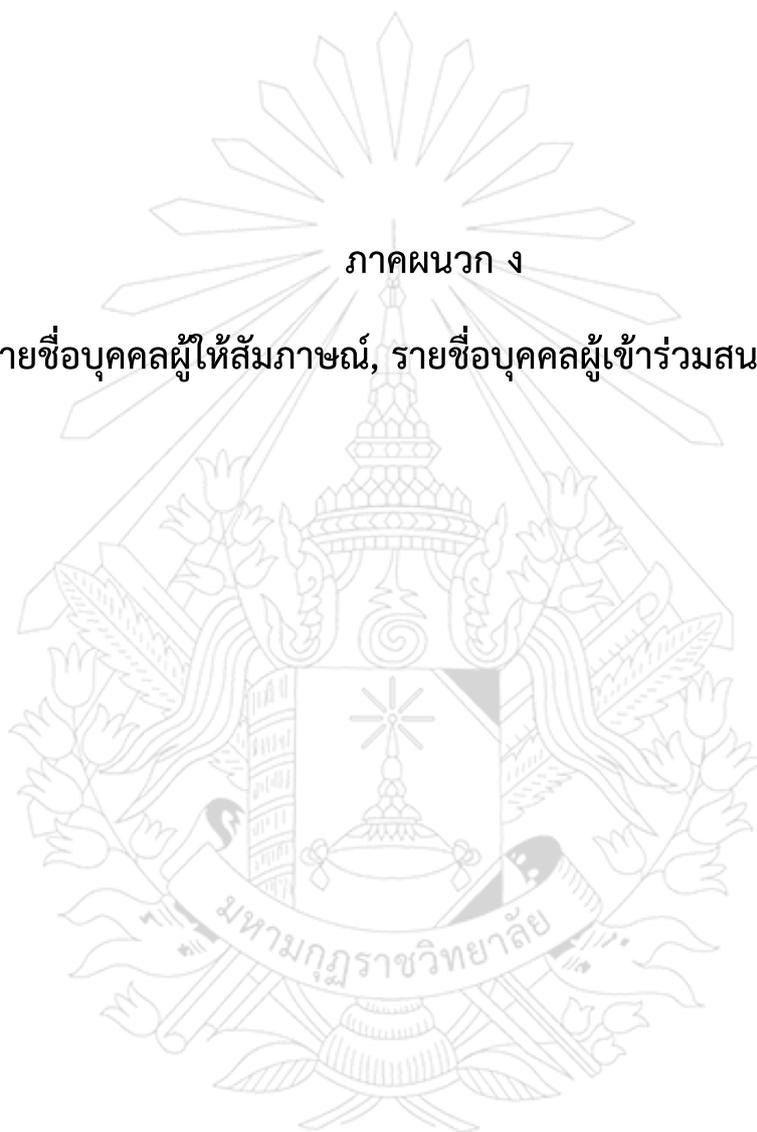 ภาคผนวก ง
ายชื่อบุคคลผู้ให้สัมภาษณ์, รายชื่อบุคคลผู้เข้าร่วมสน
มหามกุฏราชวิทยาลัย